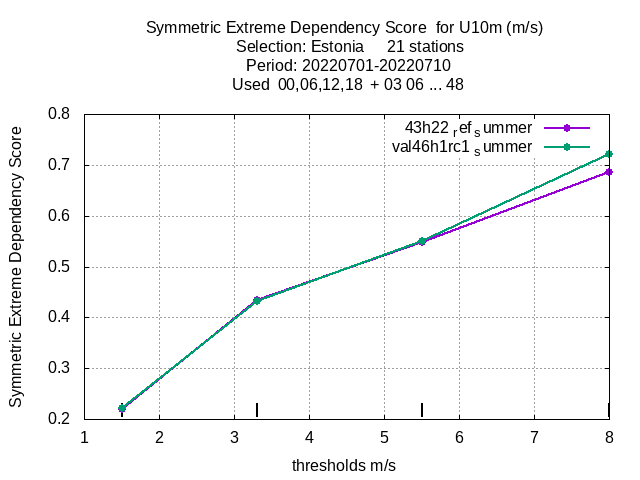 Symmetric Extreme Dependency Score  for U10m (m/s)
Selection: Estonia     21 stations
Period: 20220701-20220710
Used  00,06,12,18  + 03 06 ... 48
Symmetric Extreme Dependency Score
0.8
0.7
0.6
0.5
0.4
0.3
0.2
43h22 ref summer
val46h1rc1 summer
1 2 3 4 5 6 7 8
thresholds m/s